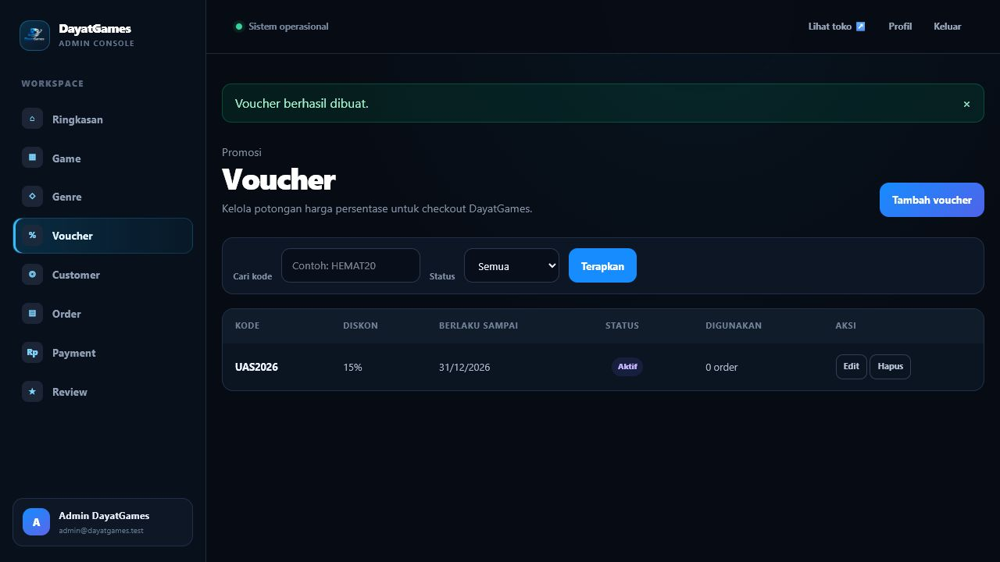 DayatGames
ADMIN CONSOLE
Sistem operasional
Lihat toko ↗
Profil
Keluar
WORKSPACE
Ringkasan
Game
Genre
% Voucher
Customer
Order
Rp Payment
★ Review
A
Admin DayatGames
admin@dayatgames.test
Voucher berhasil dibuat. ×
Promosi
Voucher
Kelola potongan harga persentase untuk checkout DayatGames.
Tambah voucher
Cari kode
Contoh: HEMAT20
Status
Semua
Terapkan
KODE DISKON BERLAKU SAMPAI STATUS DIGUNAKAN AKSI
UAS2026 15% 31/12/2026 Aktif 0 order Edit Hapus